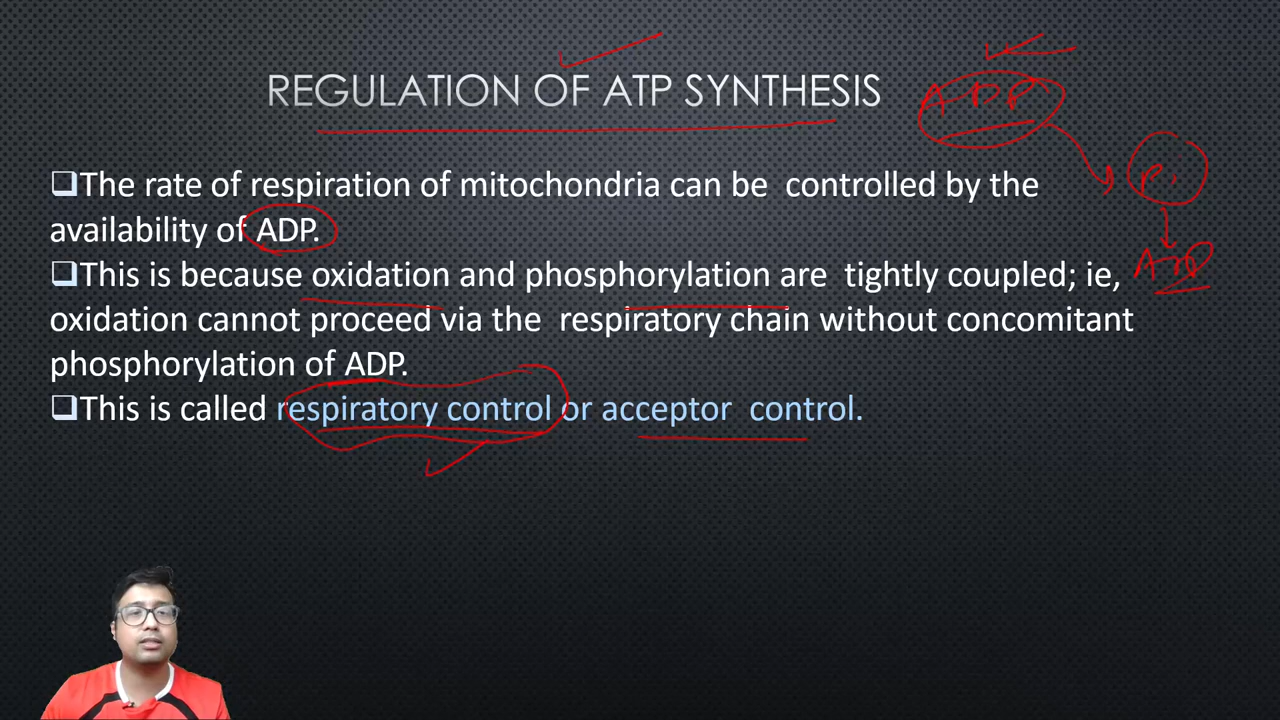 REGULATION OF ATP SYNTHESIS
ADP
Pi
ATP
❑The rate of respiration of mitochondria can be controlled by the
availability of ADP.
❑This is because oxidation and phosphorylation are tightly coupled; ie,
oxidation cannot proceed via the respiratory chain without concomitant
phosphorylation of ADP.
❑This is called respiratory control or acceptor control.